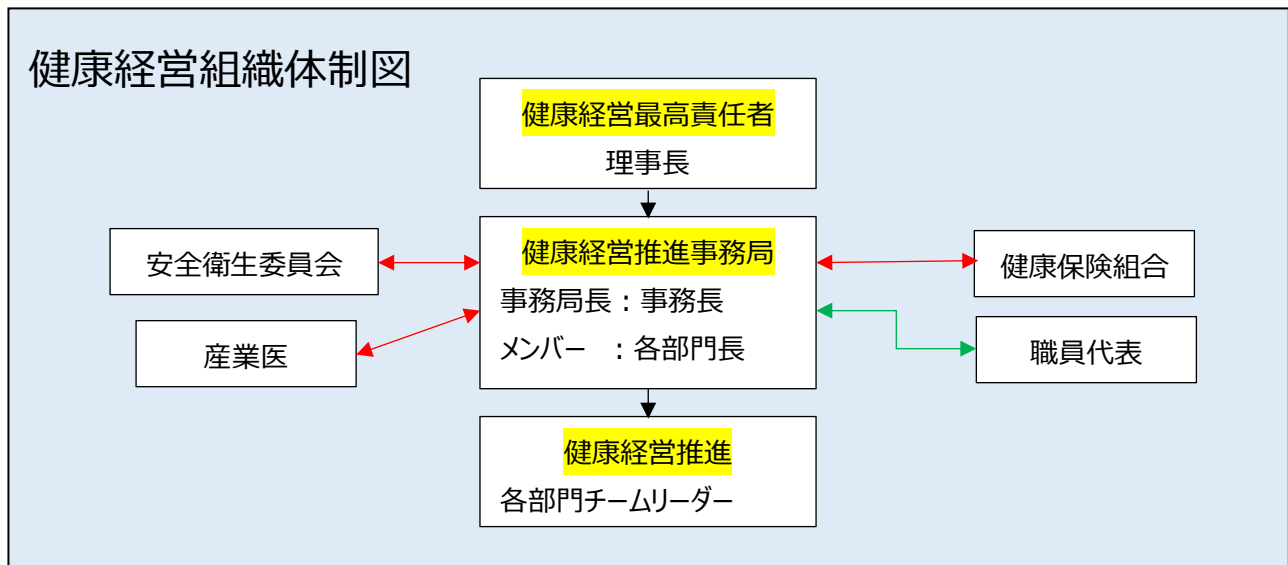 健康経営組織体制図
健康経営最高責任者
理事長
健康経営推進事務局
事務局長：事務長
メンバー　：各部門長
安全衛生委員会
産業医
健康保険組合
職員代表
健康経営推進
各部門チームリーダー